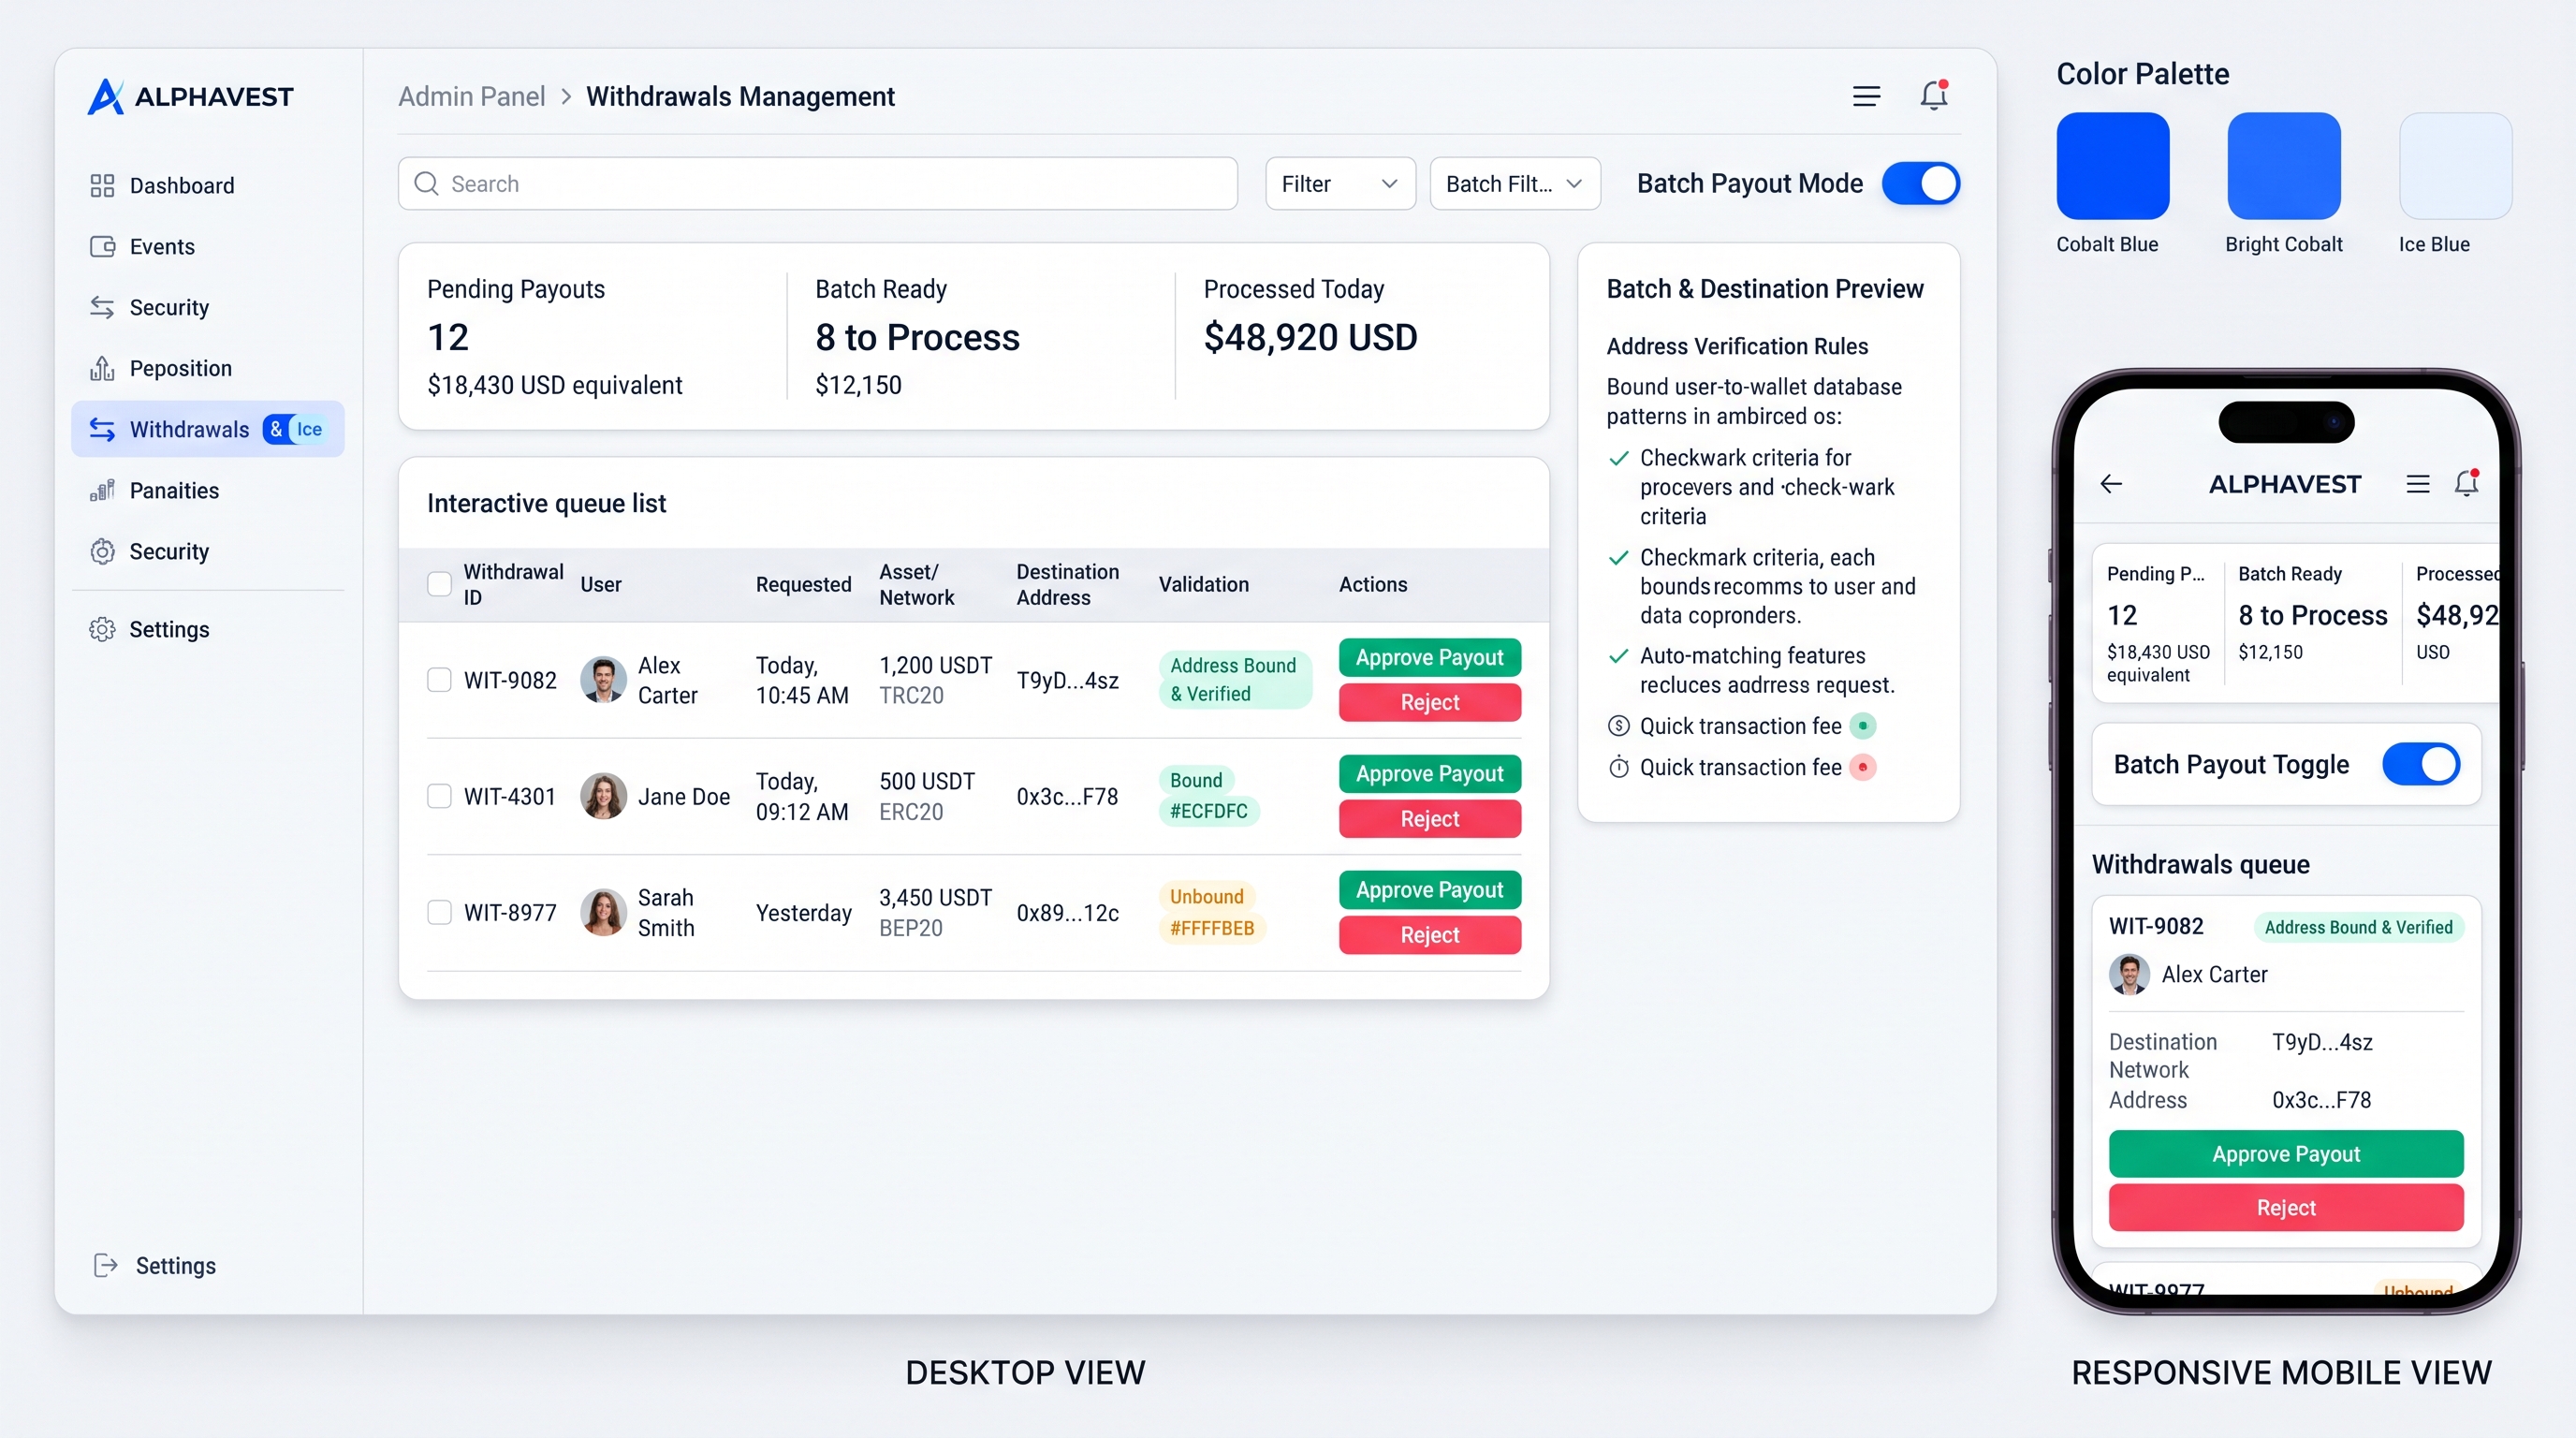 ALPHAVEST
Dashboard
Events
Security
Peposition
Withdrawals & Ice
Panaities
Security
Settings
Settings
Admin Panel > Withdrawals Management
Search
Filter
Batch Filt...
Batch Payout Mode
Pending Payouts
12
$18,430 USD equivalent
Batch Ready
8 to Process
$12,150
Processed Today
$48,920 USD
Interactive queue list
Withdrawal
ID
User
Requested
Asset/
Network
Destination
Address
Validation
Actions
WIT-9082
Alex
Carter
Today,
10:45 AM
1,200 USDT
TRC20
T9yD...4sz
Address Bound
& Verified
Approve Payout
Reject
WIT-4301
Jane Doe
Today,
09:12 AM
500 USDT
ERC20
0x3c...F78
Bound
#ECFDFC
Approve Payout
Reject
WIT-8977
Sarah
Smith
Yesterday
3,450 USDT
BEP20
0x89...12c
Unbound
#FFFFBEB
Approve Payout
Reject
Batch & Destination Preview
Address Verification Rules
Bound user-to-wallet database
patterns in ambirced os:
Checkwark criteria for
procevers and ·check-wark
criteria
Checkmark criteria, each
bounds recomms to user and
data copronders.
Auto-matching features
recluces aɑdrress request.
Quick transaction fee
Quick transaction fee
DESKTOP VIEW
Color Palette
Cobalt Blue
Bright Cobalt
Ice Blue
ALPHAVEST
Pending P...
12
$18,430 USD
equivalent
Batch Ready
8 to Process
$12,150
Processed
$48,92
USD
Batch Payout Toggle
Withdrawals queue
WIT-9082
Address Bound & Verified
Alex Carter
Destination
Network
T9yD...4sz
Address
0x3c...F78
Approve Payout
Reject
WIT-9977
Unbound
RESPONSIVE MOBILE VIEW